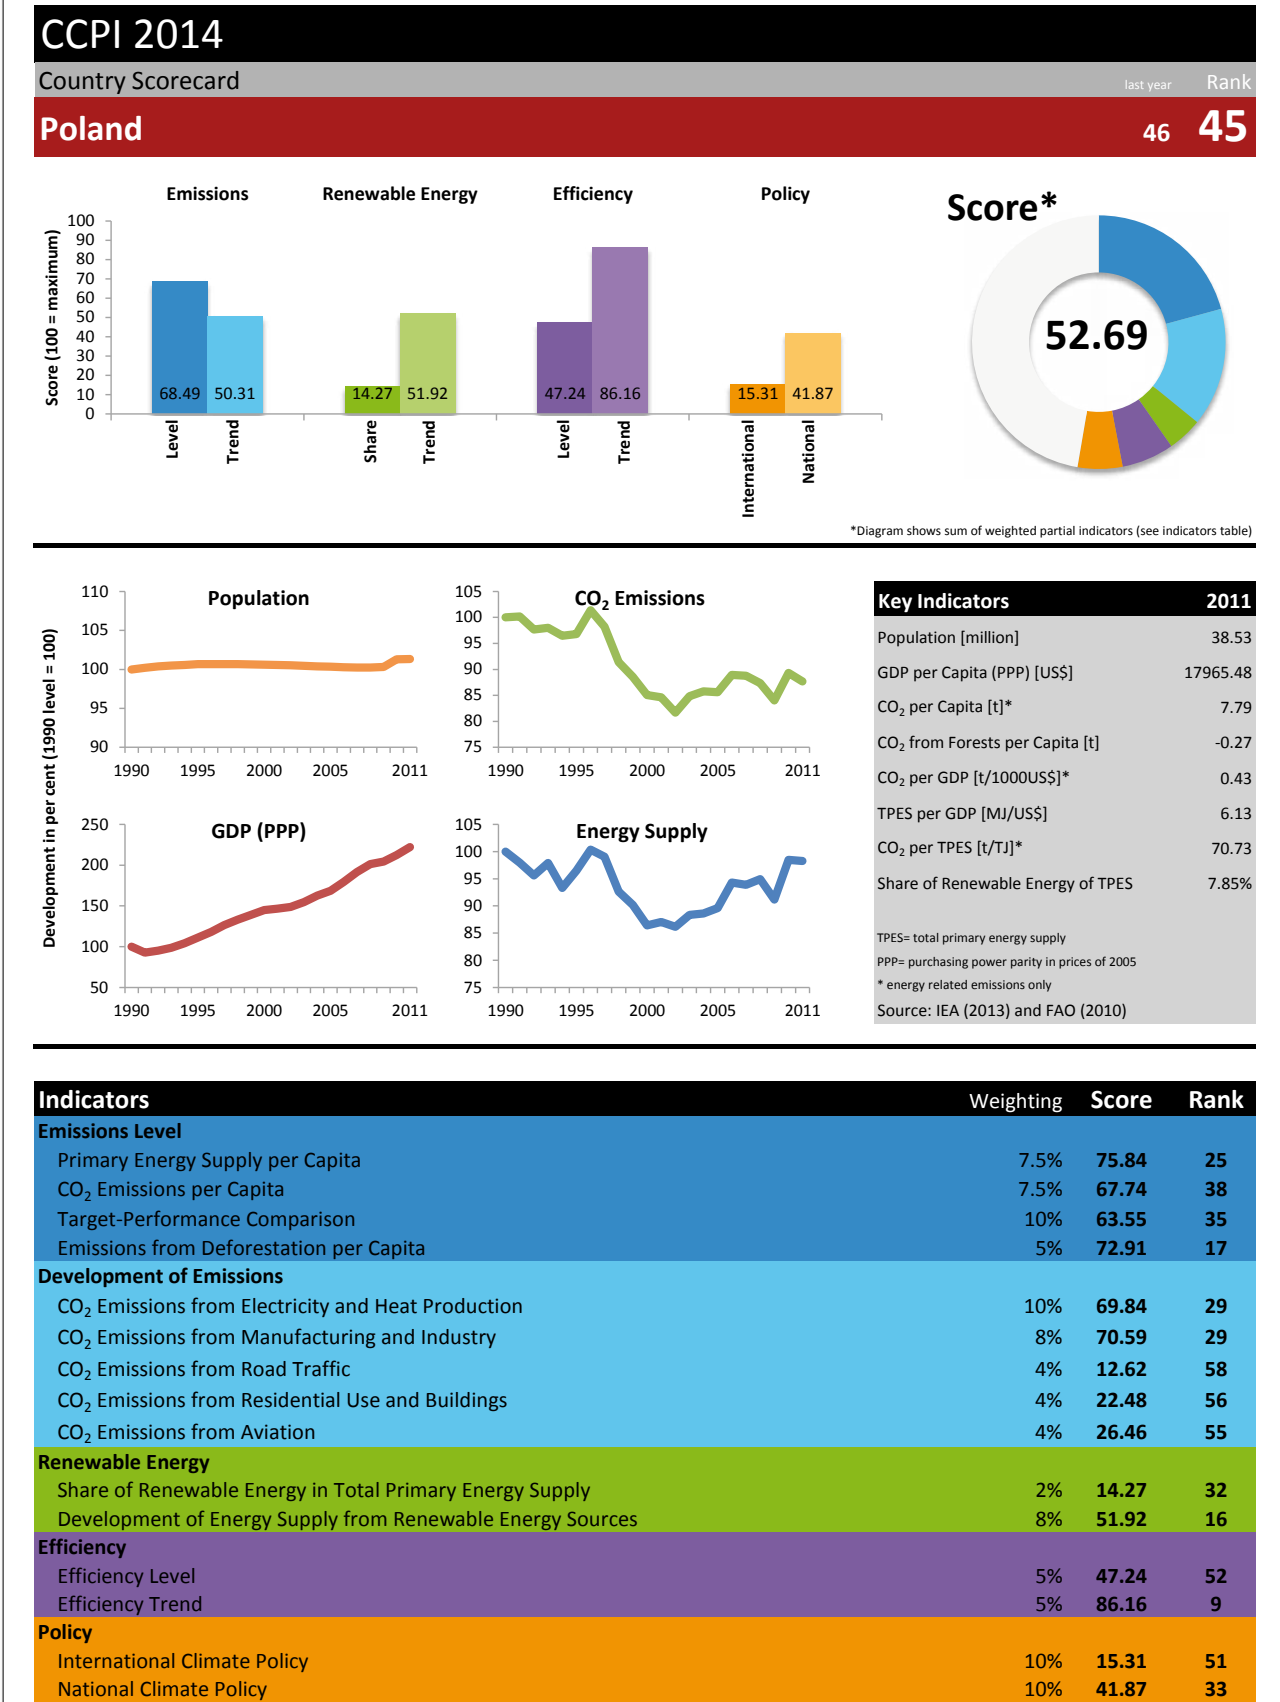 CCPI 2014
Country Scorecard last year Rank
Poland 46 45
Emissions Renewable Energy Efficiency Policy
Score*
Score (100 = maximum)
100
90
80
70
60
50
40
30
20
10
0
68.49 50.31 14.27 51.92 47.24 86.16 15.31 41.87
Level Trend Share Trend Level Trend International National
52.69
*Diagram shows sum of weighted partial indicators (see indicators table)
Development in per cent (1990 level = 100)
Population
110
105
100
95
90
1990 1995 2000 2005 2011
CO2 Emissions
105
100
95
90
85
80
75
1990 1995 2000 2005 2011
GDP (PPP)
250
200
150
100
50
1990 1995 2000 2005 2011
Energy Supply
105
100
95
90
85
80
75
1990 1995 2000 2005 2011
Key Indicators 2011
Population [million] 38.53
GDP per Capita (PPP) [US$] 17965.48
CO2 per Capita [t]* 7.79
CO2 from Forests per Capita [t] -0.27
CO2 per GDP [t/1000US$]* 0.43
TPES per GDP [MJ/US$] 6.13
CO2 per TPES [t/TJ]* 70.73
Share of Renewable Energy of TPES 7.85%
TPES= total primary energy supply
PPP= purchasing power parity in prices of 2005
* energy related emissions only
Source: IEA (2013) and FAO (2010)
Indicators Weighting Score Rank
Emissions Level
Primary Energy Supply per Capita 7.5% 75.84 25
CO2 Emissions per Capita 7.5% 67.74 38
Target-Performance Comparison 10% 63.55 35
Emissions from Deforestation per Capita 5% 72.91 17
Development of Emissions
CO2 Emissions from Electricity and Heat Production 10% 69.84 29
CO2 Emissions from Manufacturing and Industry 8% 70.59 29
CO2 Emissions from Road Traffic 4% 12.62 58
CO2 Emissions from Residential Use and Buildings 4% 22.48 56
CO2 Emissions from Aviation 4% 26.46 55
Renewable Energy
Share of Renewable Energy in Total Primary Energy Supply 2% 14.27 32
Development of Energy Supply from Renewable Energy Sources 8% 51.92 16
Efficiency
Efficiency Level 5% 47.24 52
Efficiency Trend 5% 86.16 9
Policy
International Climate Policy 10% 15.31 51
National Climate Policy 10% 41.87 33